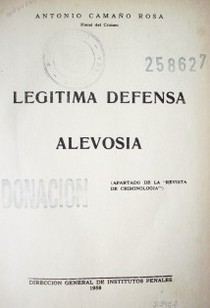 ANTONIO CAMAÑO ROSA
Fiscal del Crimen
258627
LEGITIMA DEFENSA
ALEVOSIA
(APARTADO DE LA "REVISTA
DE CRIMINOLOGIA")
DONACION
DIRECCION GENERAL DE INSTITUTOS PENALES